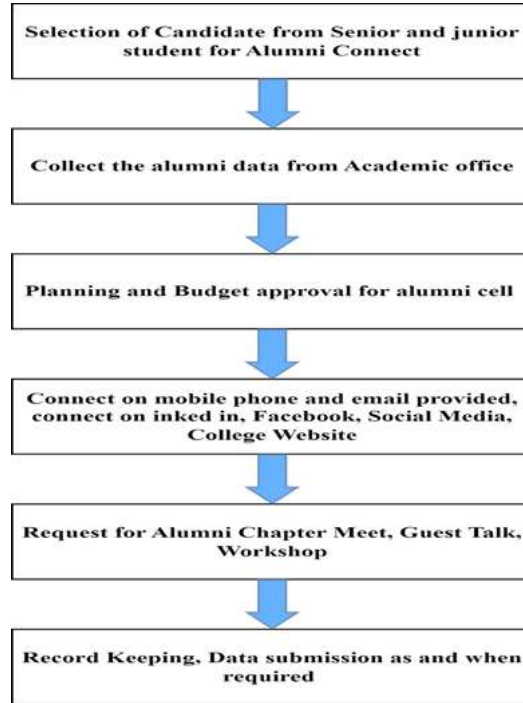 Selection of Candidate from Senior and junior
student for Alumni Connect
Collect the alumni data from Academic office
Planning and Budget approval for alumni cell
Connect on mobile phone and email provided,
connect on inked in, Facebook, Social Media,
College Website
Request for Alumni Chapter Meet, Guest Talk,
Workshop
Record Keeping, Data submission as and when
required